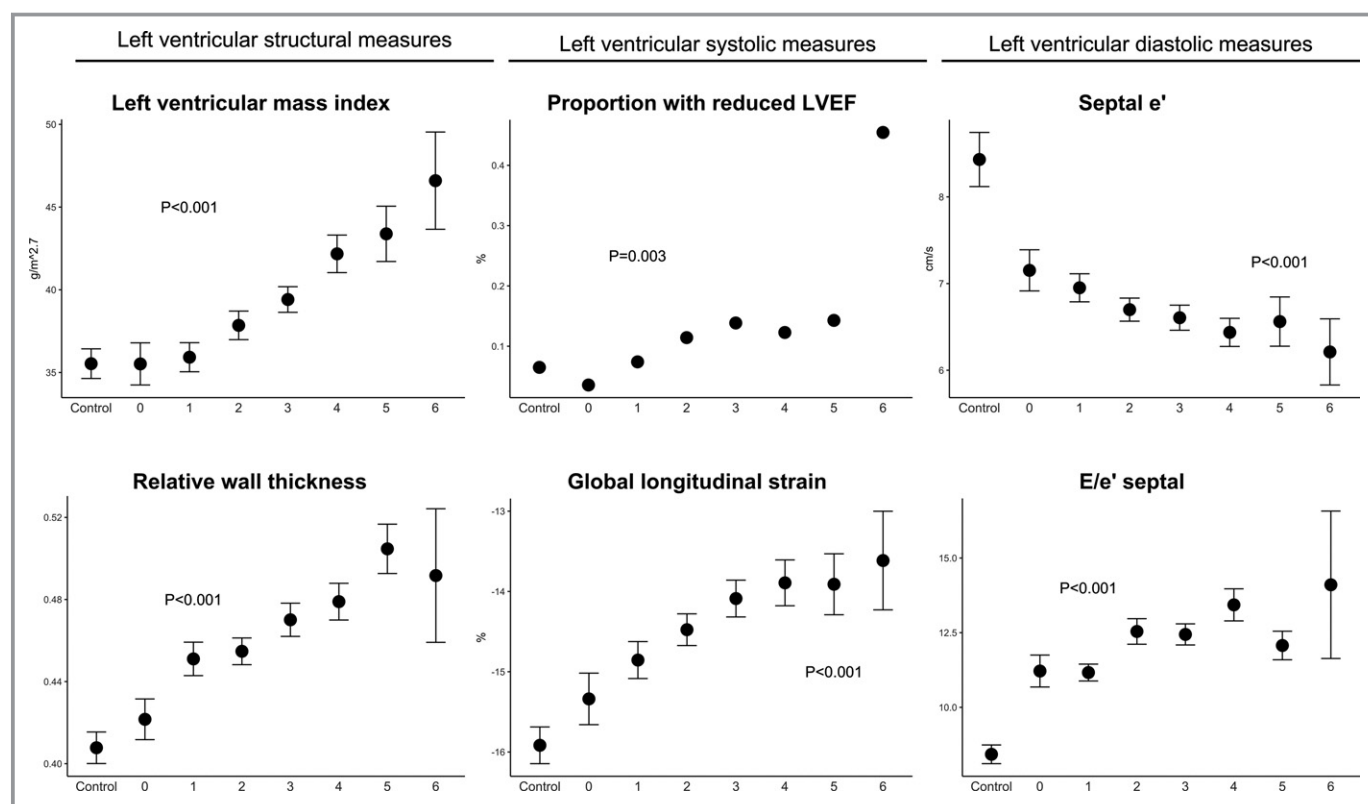 Left ventricular structural measures
Left ventricular systolic measures
Left ventricular diastolic measures
Left ventricular mass index
50
45
40
35
g/m^2.7
P<0.001
Control 0 1 2 3 4 5 6
Proportion with reduced LVEF
0.4
0.3
0.2
0.1
%
P=0.003
Control 0 1 2 3 4 5 6
Septal e'
8
7
6
cm/s
P<0.001
Control 0 1 2 3 4 5 6
Relative wall thickness
0.52
0.48
0.44
0.40
P<0.001
Control 0 1 2 3 4 5 6
Global longitudinal strain
-13
-14
-15
-16
%
P<0.001
Control 0 1 2 3 4 5 6
E/e' septal
15.0
12.5
10.0
P<0.001
Control 0 1 2 3 4 5 6